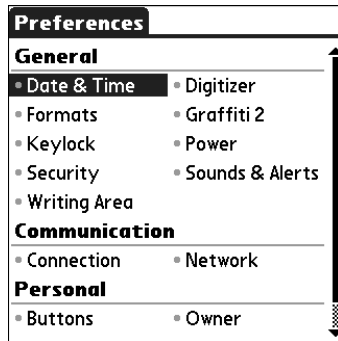 Preferences
General
Date & Time Digitizer
Formats Graffiti 2
Keylock Power
Security Sounds & Alerts
Writing Area
Communication
Connection Network
Personal
Buttons Owner